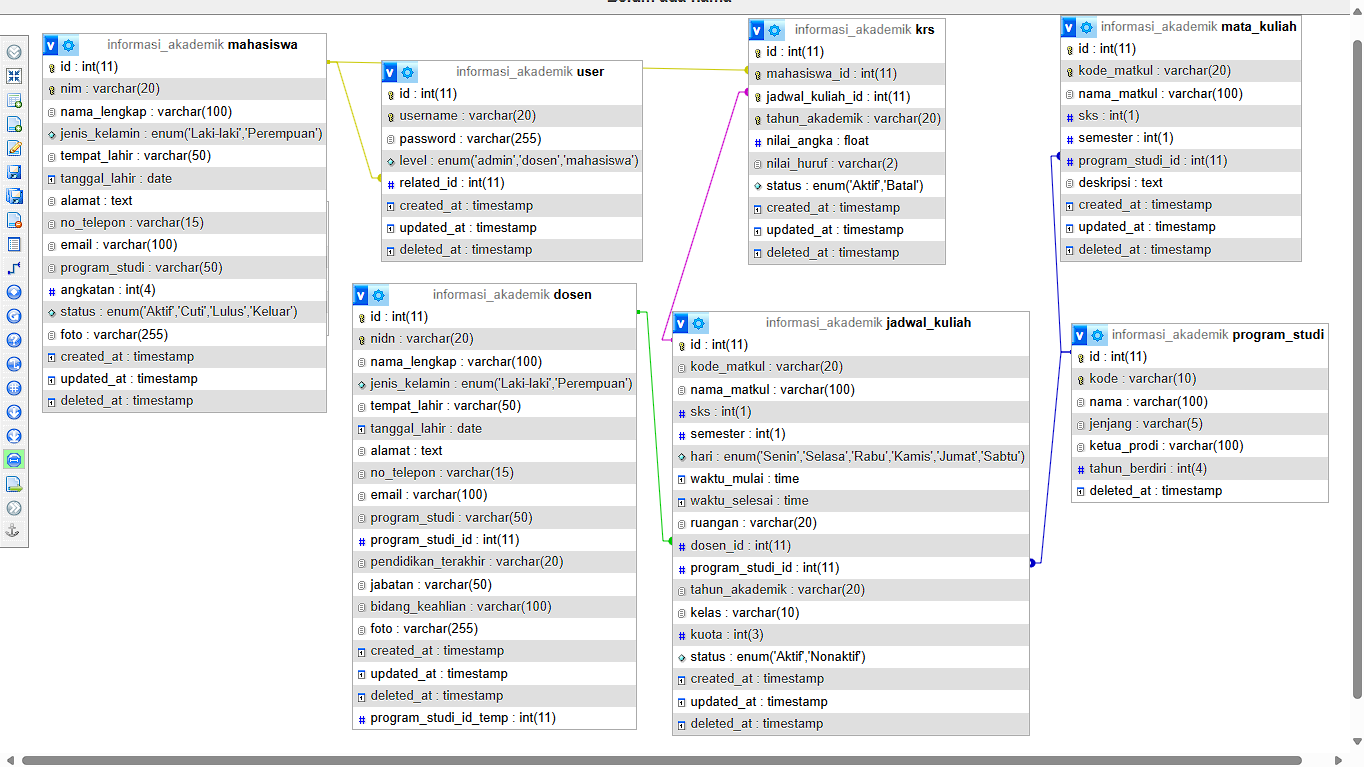 informasi_akademik mahasiswa
id : int(11)
nim : varchar(20)
nama_lengkap : varchar(100)
jenis_kelamin : enum('Laki-laki','Perempuan')
tempat_lahir : varchar(50)
tanggal_lahir : date
alamat : text
no_telepon : varchar(15)
email : varchar(100)
program_studi : varchar(50)
angkatan : int(4)
status : enum('Aktif','Cuti','Lulus','Keluar')
foto : varchar(255)
created_at : timestamp
updated_at : timestamp
deleted_at : timestamp
informasi_akademik user
id : int(11)
username : varchar(20)
password : varchar(255)
level : enum('admin','dosen','mahasiswa')
related_id : int(11)
created_at : timestamp
updated_at : timestamp
deleted_at : timestamp
informasi_akademik dosen
id : int(11)
nidn : varchar(20)
nama_lengkap : varchar(100)
jenis_kelamin : enum('Laki-laki','Perempuan')
tempat_lahir : varchar(50)
tanggal_lahir : date
alamat : text
no_telepon : varchar(15)
email : varchar(100)
program_studi : varchar(50)
program_studi_id : int(11)
pendidikan_terakhir : varchar(20)
jabatan : varchar(50)
bidang_keahlian : varchar(100)
foto : varchar(255)
created_at : timestamp
updated_at : timestamp
deleted_at : timestamp
program_studi_id_temp : int(11)
informasi_akademik krs
id : int(11)
mahasiswa_id : int(11)
jadwal_kuliah_id : int(11)
tahun_akademik : varchar(20)
nilai_angka : float
nilai_huruf : varchar(2)
status : enum('Aktif','Batal')
created_at : timestamp
updated_at : timestamp
deleted_at : timestamp
informasi_akademik jadwal_kuliah
id : int(11)
kode_matkul : varchar(20)
nama_matkul : varchar(100)
sks : int(1)
semester : int(1)
hari : enum('Senin','Selasa','Rabu','Kamis','Jumat','Sabtu')
waktu_mulai : time
waktu_selesai : time
ruangan : varchar(20)
dosen_id : int(11)
program_studi_id : int(11)
tahun_akademik : varchar(20)
kelas : varchar(10)
kuota : int(3)
status : enum('Aktif','Nonaktif')
created_at : timestamp
updated_at : timestamp
deleted_at : timestamp
informasi_akademik mata_kuliah
id : int(11)
kode_matkul : varchar(20)
nama_matkul : varchar(100)
sks : int(1)
semester : int(1)
program_studi_id : int(11)
deskripsi : text
created_at : timestamp
updated_at : timestamp
deleted_at : timestamp
informasi_akademik program_studi
id : int(11)
kode : varchar(10)
nama : varchar(100)
jenjang : varchar(5)
ketua_prodi : varchar(100)
tahun_berdiri : int(4)
deleted_at : timestamp